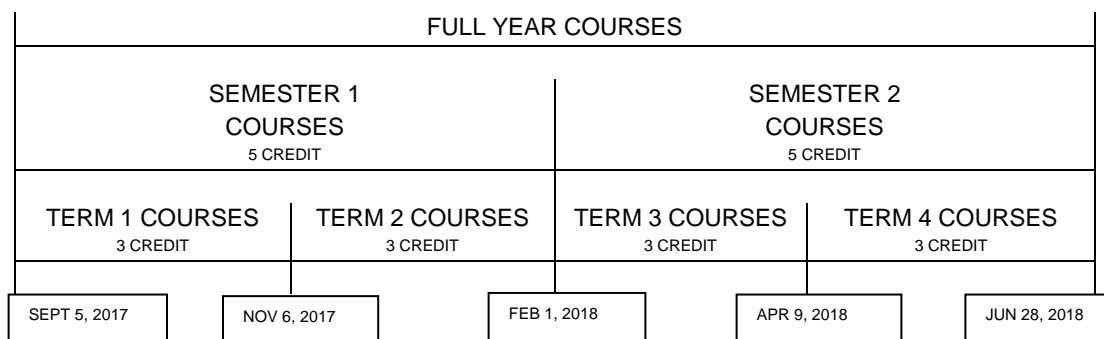 FULL YEAR COURSES
SEMESTER 1
COURSES
5 CREDIT
SEMESTER 2
COURSES
5 CREDIT
TERM 1 COURSES
3 CREDIT
TERM 2 COURSES
3 CREDIT
TERM 3 COURSES
3 CREDIT
TERM 4 COURSES
3 CREDIT
SEPT 5, 2017
NOV 6, 2017
FEB 1, 2018
APR 9, 2018
JUN 28, 2018